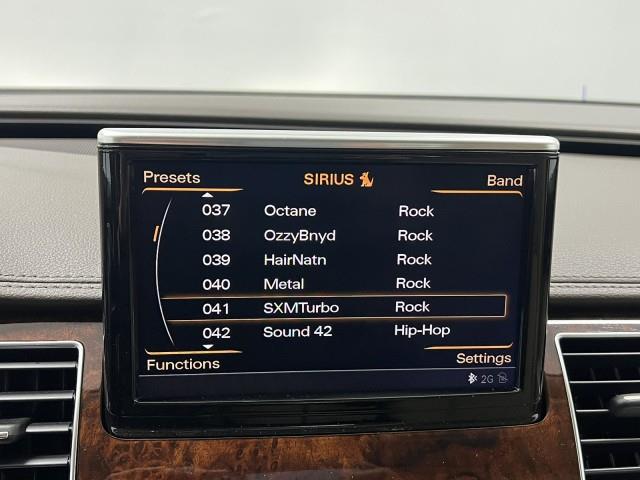 Presets SIRIUS Band
037 Octane Rock
038 OzzyBnyd Rock
039 HairNatn Rock
040 Metal Rock
041 SXMTurbo Rock
042 Sound 42 Hip-Hop
Functions Settings
2G